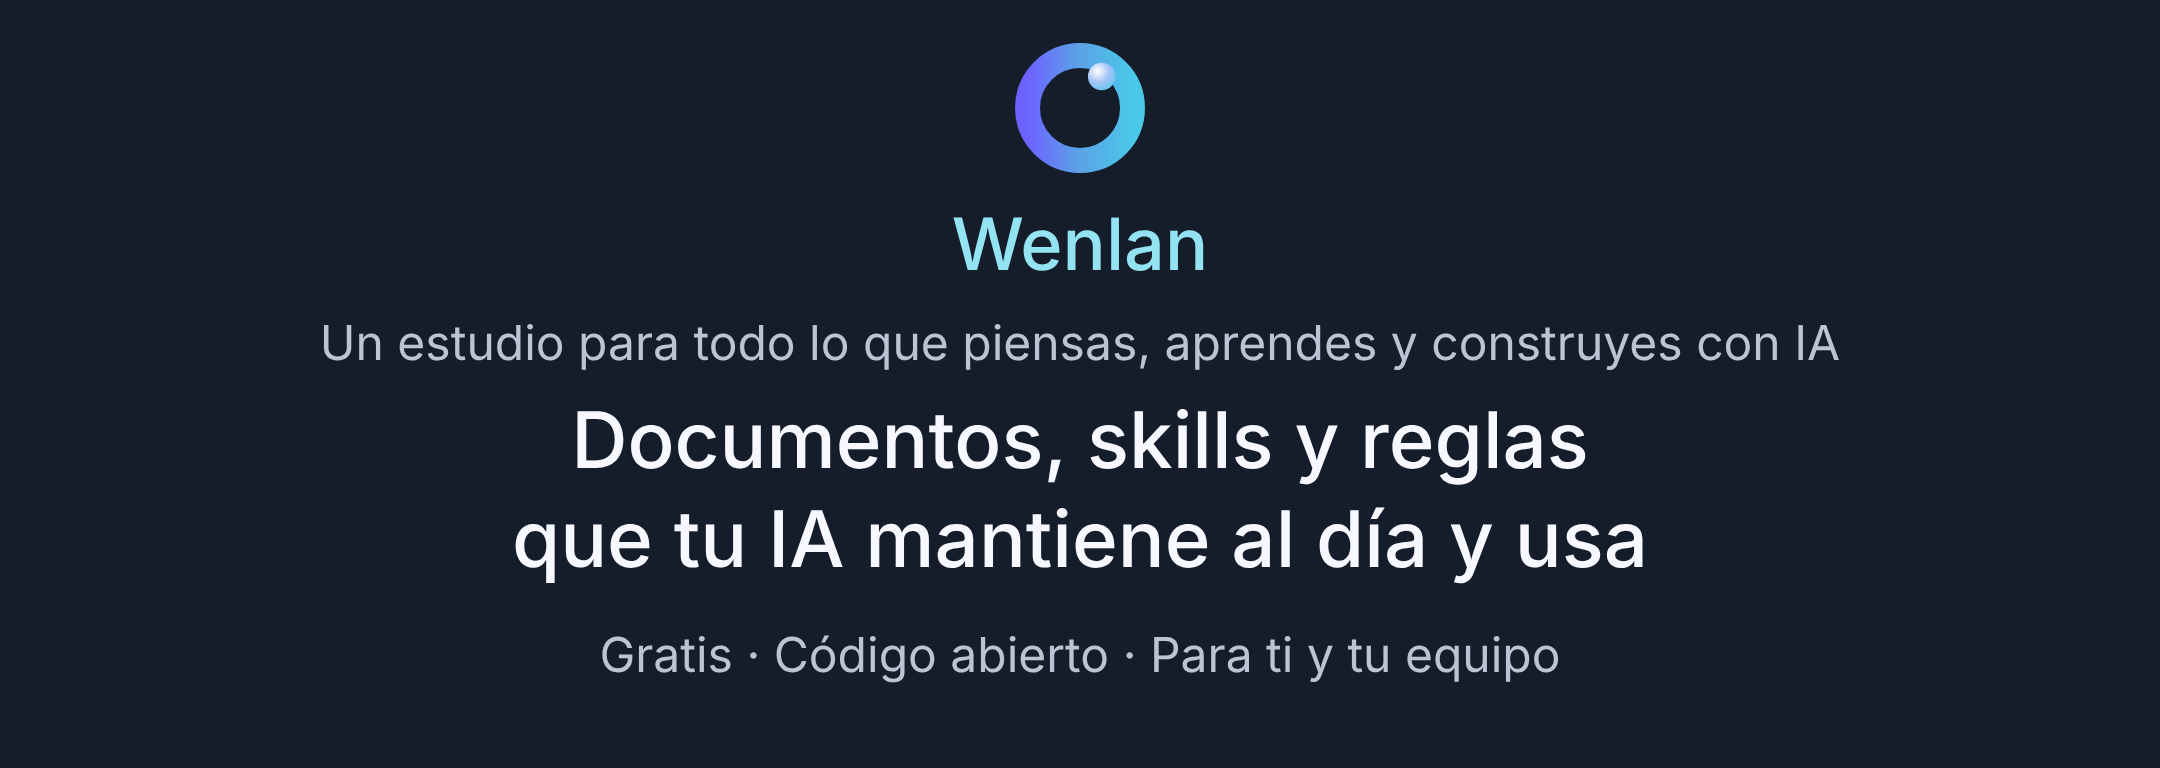 Wenlan
Un estudio para todo lo que piensas, aprendes y construyes con IA
Documentos, skills y reglas
que tu IA mantiene al día y usa
Gratis · Código abierto · Para ti y tu equipo